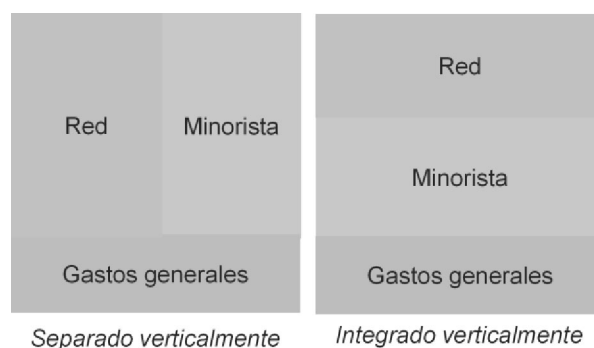 Red
Minorista
Gastos generales
Separado verticalmente
Red
Minorista
Gastos generales
Integrado verticalmente